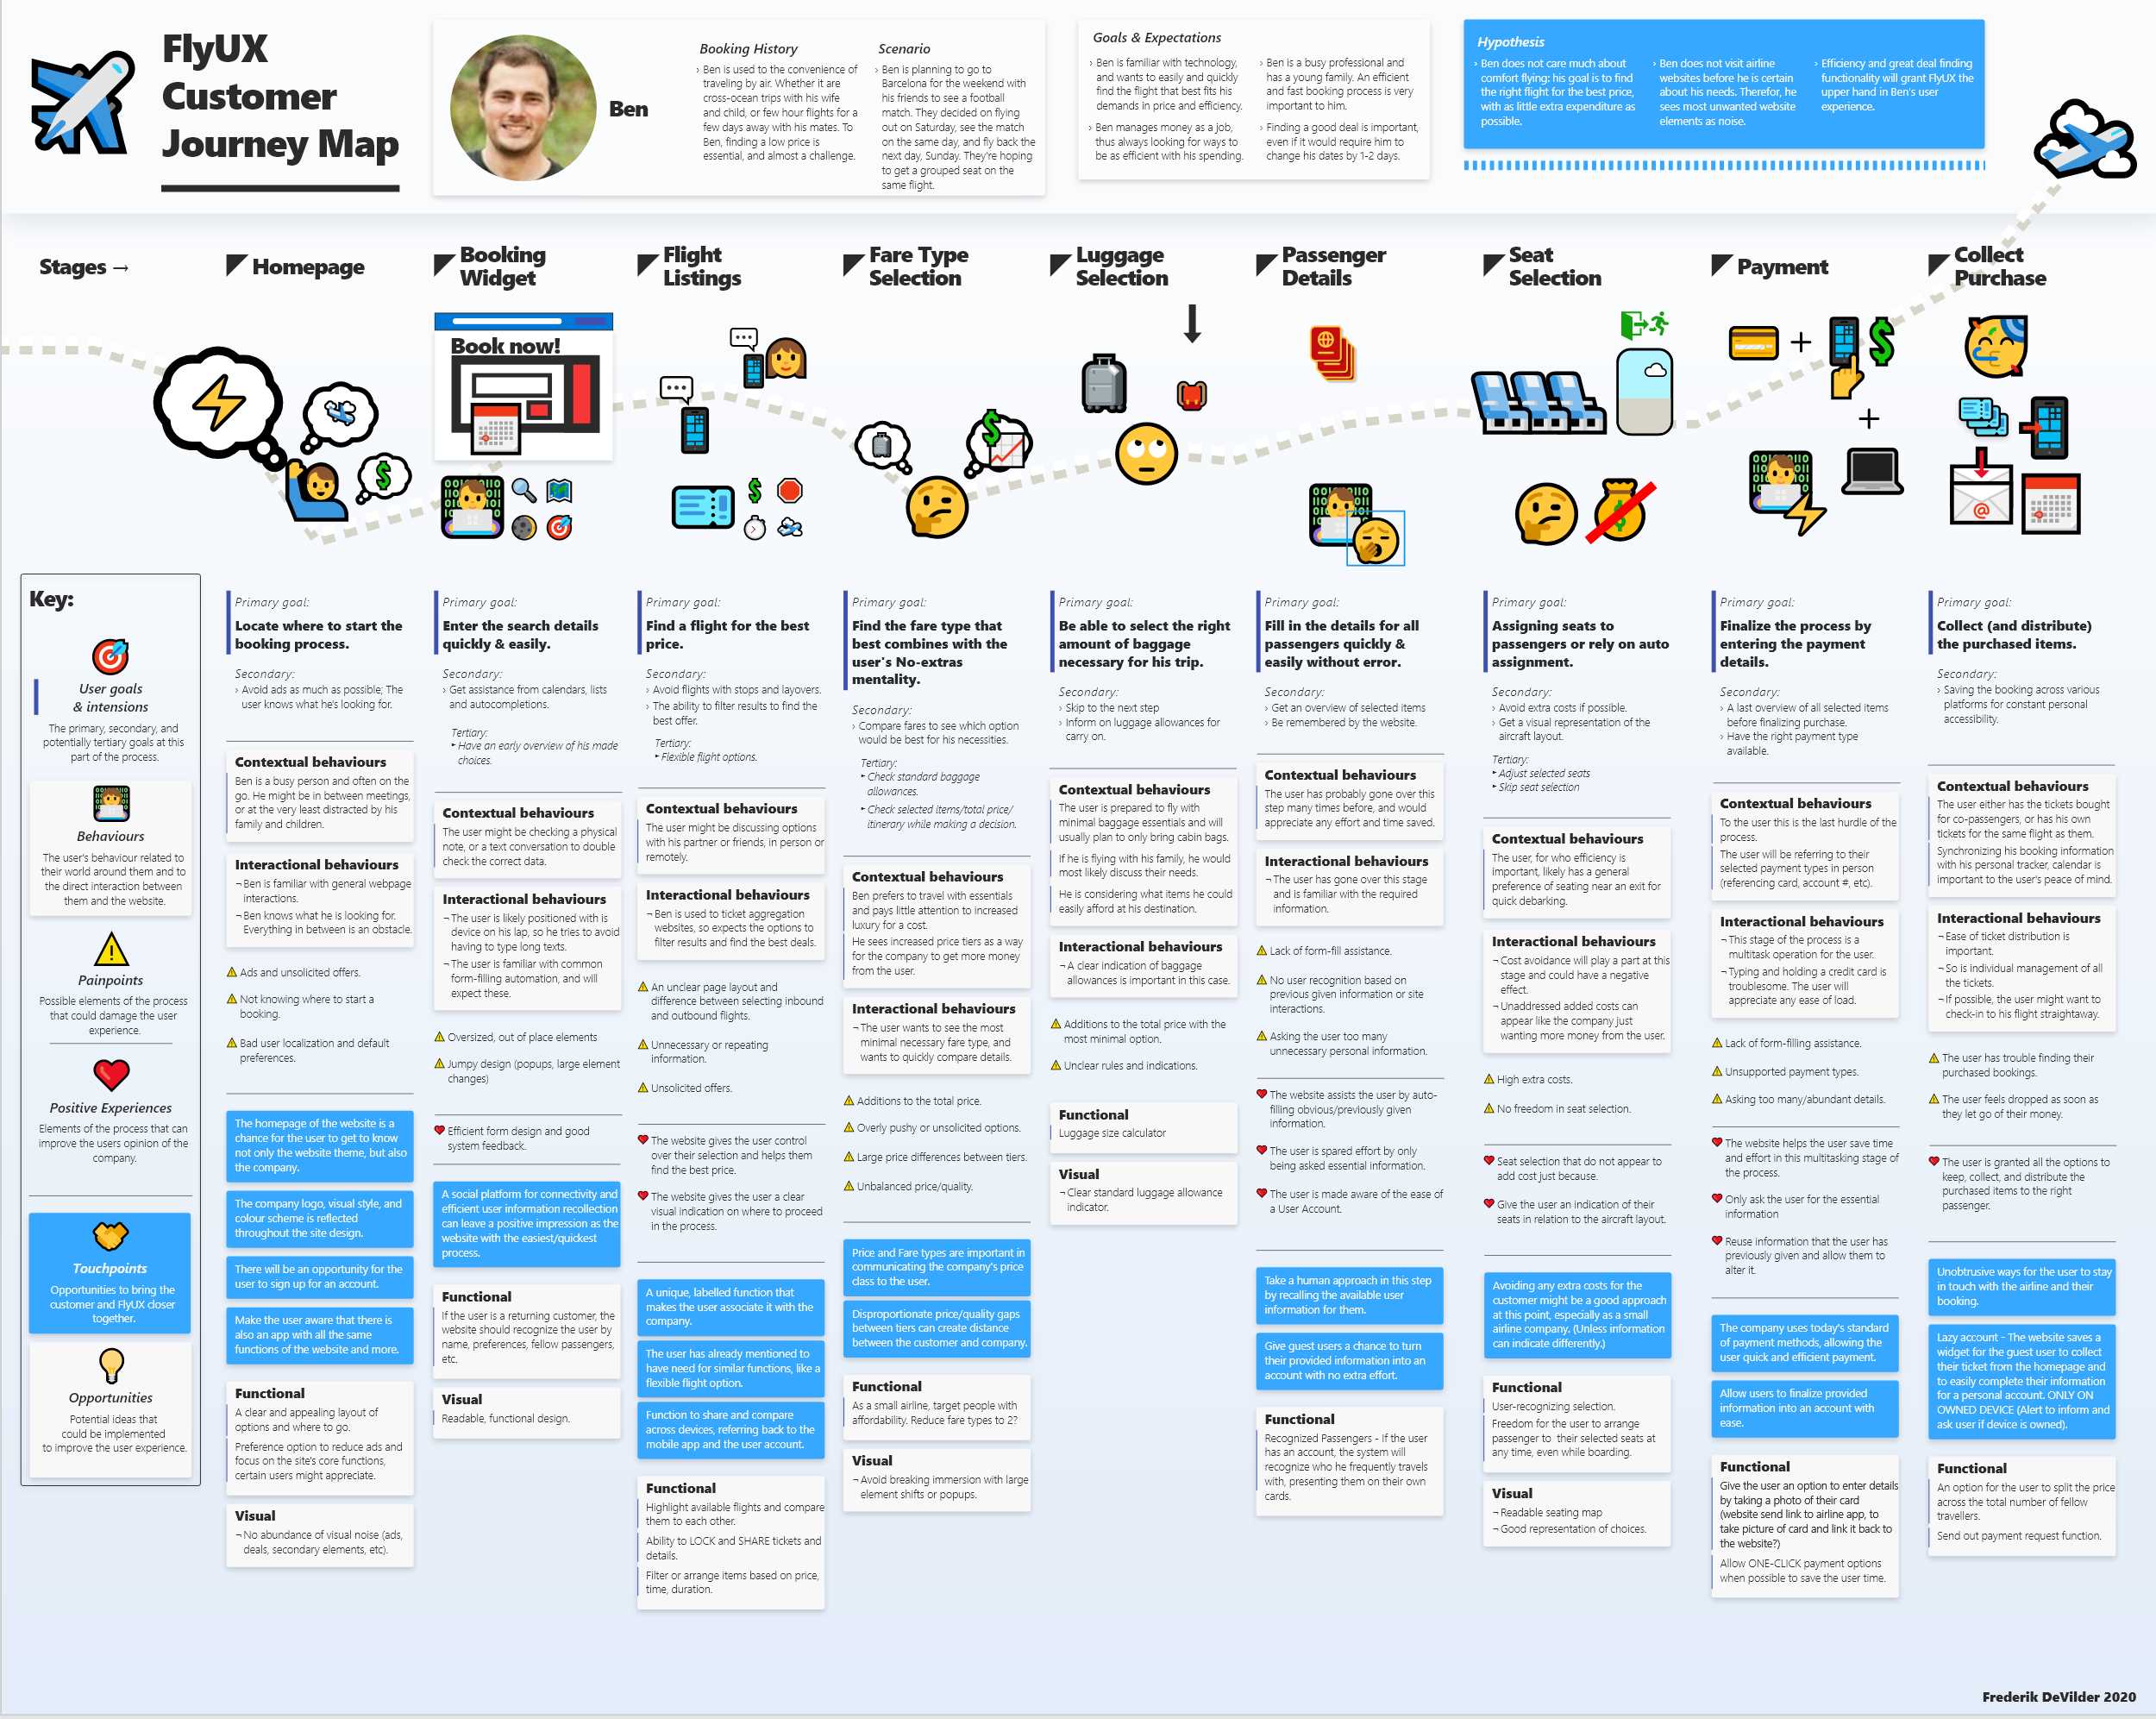 FlyUX
Customer
Journey Map
Ben
Booking History
› Ben is used to the convenience of
traveling by air. Whether it are
cross-ocean trips with his wife
and child, or few hour flights for a
few days away with his mates. To
Ben, finding a low price is
essential, and almost a challenge.
Scenario
› Ben is planning to go to
Barcelona for the weekend with
his friends to see a football
match. They decided on flying
out on Saturday, see the match
on the same day, and fly back the
next day, Sunday. They're hoping
to get a grouped seat on the
same flight.
Goals & Expectations
› Ben is familiar with technology,
and wants to easily and quickly
find the flight that best fits his
demands in price and efficiency.
› Ben manages money as a job,
thus always looking for ways to
be as efficient with his spending.
› Ben is a busy professional and
has a young family. An efficient
and fast booking process is very
important to him.
› Finding a good deal is important,
even if it would require him to
change his dates by 1-2 days.
Hypothesis
› Ben does not care much about
comfort flying: his goal is to find
the right flight for the best price,
with as little extra expenditure as
possible.
› Ben does not visit airline
websites before he is certain
about his needs. Therefor, he
sees most unwanted website
elements as noise.
› Efficiency and great deal finding
functionality will grant FlyUX the
upper hand in Ben's user
experience.
Stages →
Homepage
Booking
Widget
Flight
Listings
Fare Type
Selection
Luggage
Selection
Passenger
Details
Seat
Selection
Payment
Collect
Purchase
Book now!
Key:
User goals
& intensions
The primary, secondary, and
potentially tertiary goals at this
part of the process.
Behaviours
The user's behaviour related to
their world around them and to
the direct interaction between
them and the website.
Painpoints
Possible elements of the process
that could damage the user
experience.
Positive Experiences
Elements of the process that can
improve the users opinion of the
company.
Touchpoints
Opportunities to bring the
customer and FlyUX closer
together.
Opportunities
Potential ideas that
could be implemented
to improve the user experience.
Primary goal:
Locate where to start the
booking process.
Secondary:
› Avoid ads as much as possible; The
user knows what he's looking for.
Contextual behaviours
Ben is a busy person and often on the
go. He might be in between meetings,
or at the very least distracted by his
family and children.
Interactional behaviours
¬ Ben is familiar with general webpage
interactions.
¬ Ben knows what he is looking for.
Everything in between is an obstacle.
Ads and unsolicited offers.
Not knowing where to start a
booking.
Bad user localization and default
preferences.
The homepage of the website is a
chance for the user to get to know
not only the website theme, but also
the company.
The company logo, visual style, and
colour scheme is reflected
throughout the site design.
There will be an opportunity for the
user to sign up for an account.
Make the user aware that there is
also an app with all the same
functions of the website and more.
Functional
A clear and appealing layout of
options and where to go.
Preference option to reduce ads and
focus on the site's core functions,
certain users might appreciate.
Visual
¬ No abundance of visual noise (ads,
deals, secondary elements, etc).
Primary goal:
Enter the search details
quickly & easily.
Secondary:
› Get assistance from calendars, lists
and autocompletions.
Tertiary:
‣ Have an early overview of his made
choices.
Contextual behaviours
The user might be checking a physical
note, or a text conversation to double
check the correct data.
Interactional behaviours
¬ The user is likely positioned with is
device on his lap, so he tries to avoid
having to type long texts.
¬ The user is familiar with common
form-filling automation, and will
expect these.
Oversized, out of place elements
Jumpy design (popups, large element
changes)
Efficient form design and good
system feedback.
A social platform for connectivity and
efficient user information recollection
can leave a positive impression as the
website with the easiest/quickest
process.
Functional
If the user is a returning customer, the
website should recognize the user by
name, preferences, fellow passengers,
etc.
Visual
Readable, functional design.
Primary goal:
Find a flight for the best
price.
Secondary:
› Avoid flights with stops and layovers.
› The ability to filter results to find the
best offer.
Tertiary:
‣ Flexible flight options.
Contextual behaviours
The user might be discussing options
with his partner or friends, in person or
remotely.
Interactional behaviours
¬ Ben is used to ticket aggregation
websites, so expects the options to
filter results and find the best deals.
An unclear page layout and
difference between selecting inbound
and outbound flights.
Unnecessary or repeating
information.
Unsolicited offers.
The website gives the user control
over their selection and helps them
find the best price.
The website gives the user a clear
visual indication on where to proceed
in the process.
A unique, labelled function that
makes the user associate it with the
company.
The user has already mentioned to
have need for similar functions, like a
flexible flight option.
Function to share and compare
across devices, referring back to the
mobile app and the user account.
Functional
Highlight available flights and compare
them to each other.
Ability to LOCK and SHARE tickets and
details.
Filter or arrange items based on price,
time, duration.
Primary goal:
Find the fare type that
best combines with the
user's No-extras
mentality.
Secondary:
› Compare fares to see which option
would be best for his necessities.
Tertiary:
‣ Check standard baggage
allowances.
‣ Check selected items/total price/
itinerary while making a decision.
Contextual behaviours
Ben prefers to travel with essentials
and pays little attention to increased
luxury for a cost.
He sees increased price tiers as a way
for the company to get more money
from the user.
Interactional behaviours
¬ The user wants to see the most
minimal necessary fare type, and
wants to quickly compare details.
Additions to the total price.
Overly pushy or unsolicited options.
Large price differences between tiers.
Unbalanced price/quality.
Price and Fare types are important in
communicating the company's price
class to the user.
Disproportionate price/quality gaps
between tiers can create distance
between the customer and company.
Functional
As a small airline, target people with
affordability. Reduce fare types to 2?
Visual
¬ Avoid breaking immersion with large
element shifts or popups.
Primary goal:
Be able to select the right
amount of baggage
necessary for his trip.
Secondary:
› Skip to the next step
› Inform on luggage allowances for
carry on.
Contextual behaviours
The user is prepared to fly with
minimal baggage essentials and will
usually plan to only bring cabin bags.
If he is flying with his family, he would
most likely discuss their needs.
He is considering what items he could
easily afford at his destination.
Interactional behaviours
¬ A clear indication of baggage
allowances is important in this case.
Additions to the total price with the
most minimal option.
Unclear rules and indications.
Functional
Luggage size calculator
Visual
¬ Clear standard luggage allowance
indicator.
Primary goal:
Fill in the details for all
passengers quickly &
easily without error.
Secondary:
› Get an overview of selected items
› Be remembered by the website.
Contextual behaviours
The user has probably gone over this
step many times before, and would
appreciate any effort and time saved.
Interactional behaviours
¬ The user has gone over this stage
and is familiar with the required
information.
Lack of form-fill assistance.
No user recognition based on
previous given information or site
interactions.
Asking the user too many
unnecessary personal information.
The website assists the user by auto-
filling obvious/previously given
information.
The user is spared effort by only
being asked essential information.
The user is made aware of the ease of
a User Account.
Take a human approach in this step
by recalling the available user
information for them.
Give guest users a chance to turn
their provided information into an
account with no extra effort.
Functional
Recognized Passengers - If the user
has an account, the system will
recognize who he frequently travels
with, presenting them on their own
cards.
Primary goal:
Assigning seats to
passengers or rely on auto
assignment.
Secondary:
› Avoid extra costs if possible.
› Get a visual representation of the
aircraft layout.
Tertiary:
‣ Adjust selected seats
‣ Skip seat selection
Contextual behaviours
The user, for who efficiency is
important, likely has a general
preference of seating near an exit for
quick debarking.
Interactional behaviours
¬ Cost avoidance will play a part at this
stage and could have a negative
effect.
¬ Unaddressed added costs can
appear like the company just
wanting more money from the user.
High extra costs.
No freedom in seat selection.
Seat selection that do not appear to
add cost just because.
Give the user an indication of their
seats in relation to the aircraft layout.
Avoiding any extra costs for the
customer might be a good approach
at this point, especially as a small
airline company. (Unless information
can indicate differently.)
Functional
User-recognizing selection.
Freedom for the user to arrange
passenger to their selected seats at
any time, even while boarding.
Visual
¬ Readable seating map
¬ Good representation of choices.
Primary goal:
Finalize the process by
entering the payment
details.
Secondary:
› A last overview of all selected items
before finalizing purchase.
› Have the right payment type
available.
Contextual behaviours
To the user this is the last hurdle of the
process.
The user will be referring to their
selected payment types in person
(referencing card, account #, etc).
Interactional behaviours
¬ This stage of the process is a
multitask operation for the user.
¬ Typing and holding a credit card is
troublesome. The user will
appreciate any ease of load.
Lack of form-filling assistance.
Unsupported payment types.
Asking too many/abundant details.
The website helps the user save time
and effort in this multitasking stage of
the process.
Only ask the user for the essential
information
Reuse information that the user has
previously given and allow them to
alter it.
The company uses today's standard
of payment methods, allowing the
user quick and efficient payment.
Allow users to finalize provided
information into an account with
ease.
Functional
Give the user an option to enter details
by taking a photo of their card
(website send link to airline app, to
take picture of card and link it back to
the website?)
Allow ONE-CLICK payment options
when possible to save the user time.
Primary goal:
Collect (and distribute)
the purchased items.
Secondary:
› Saving the booking across various
platforms for constant personal
accessibility.
Contextual behaviours
The user either has the tickets bought
for co-passengers, or has his own
tickets for the same flight as them.
Synchronizing his booking information
with his personal tracker, calendar is
important to the user's peace of mind.
Interactional behaviours
¬ Ease of ticket distribution is
important.
¬ So is individual management of all
the tickets.
¬ If possible, the user might want to
check-in to his flight straightaway.
The user has trouble finding their
purchased bookings.
The user feels dropped as soon as
they let go of their money.
The user is granted all the options to
keep, collect, and distribute the
purchased items to the right
passenger.
Unobtrusive ways for the user to stay
in touch with the airline and their
booking.
Lazy account - The website saves a
widget for the guest user to collect
their ticket from the homepage and
to easily complete their information
for a personal account. ONLY ON
OWNED DEVICE (Alert to inform and
ask user if device is owned).
Functional
An option for the user to split the price
across the total number of fellow
travellers.
Send out payment request function.
Frederik DeVilder 2020